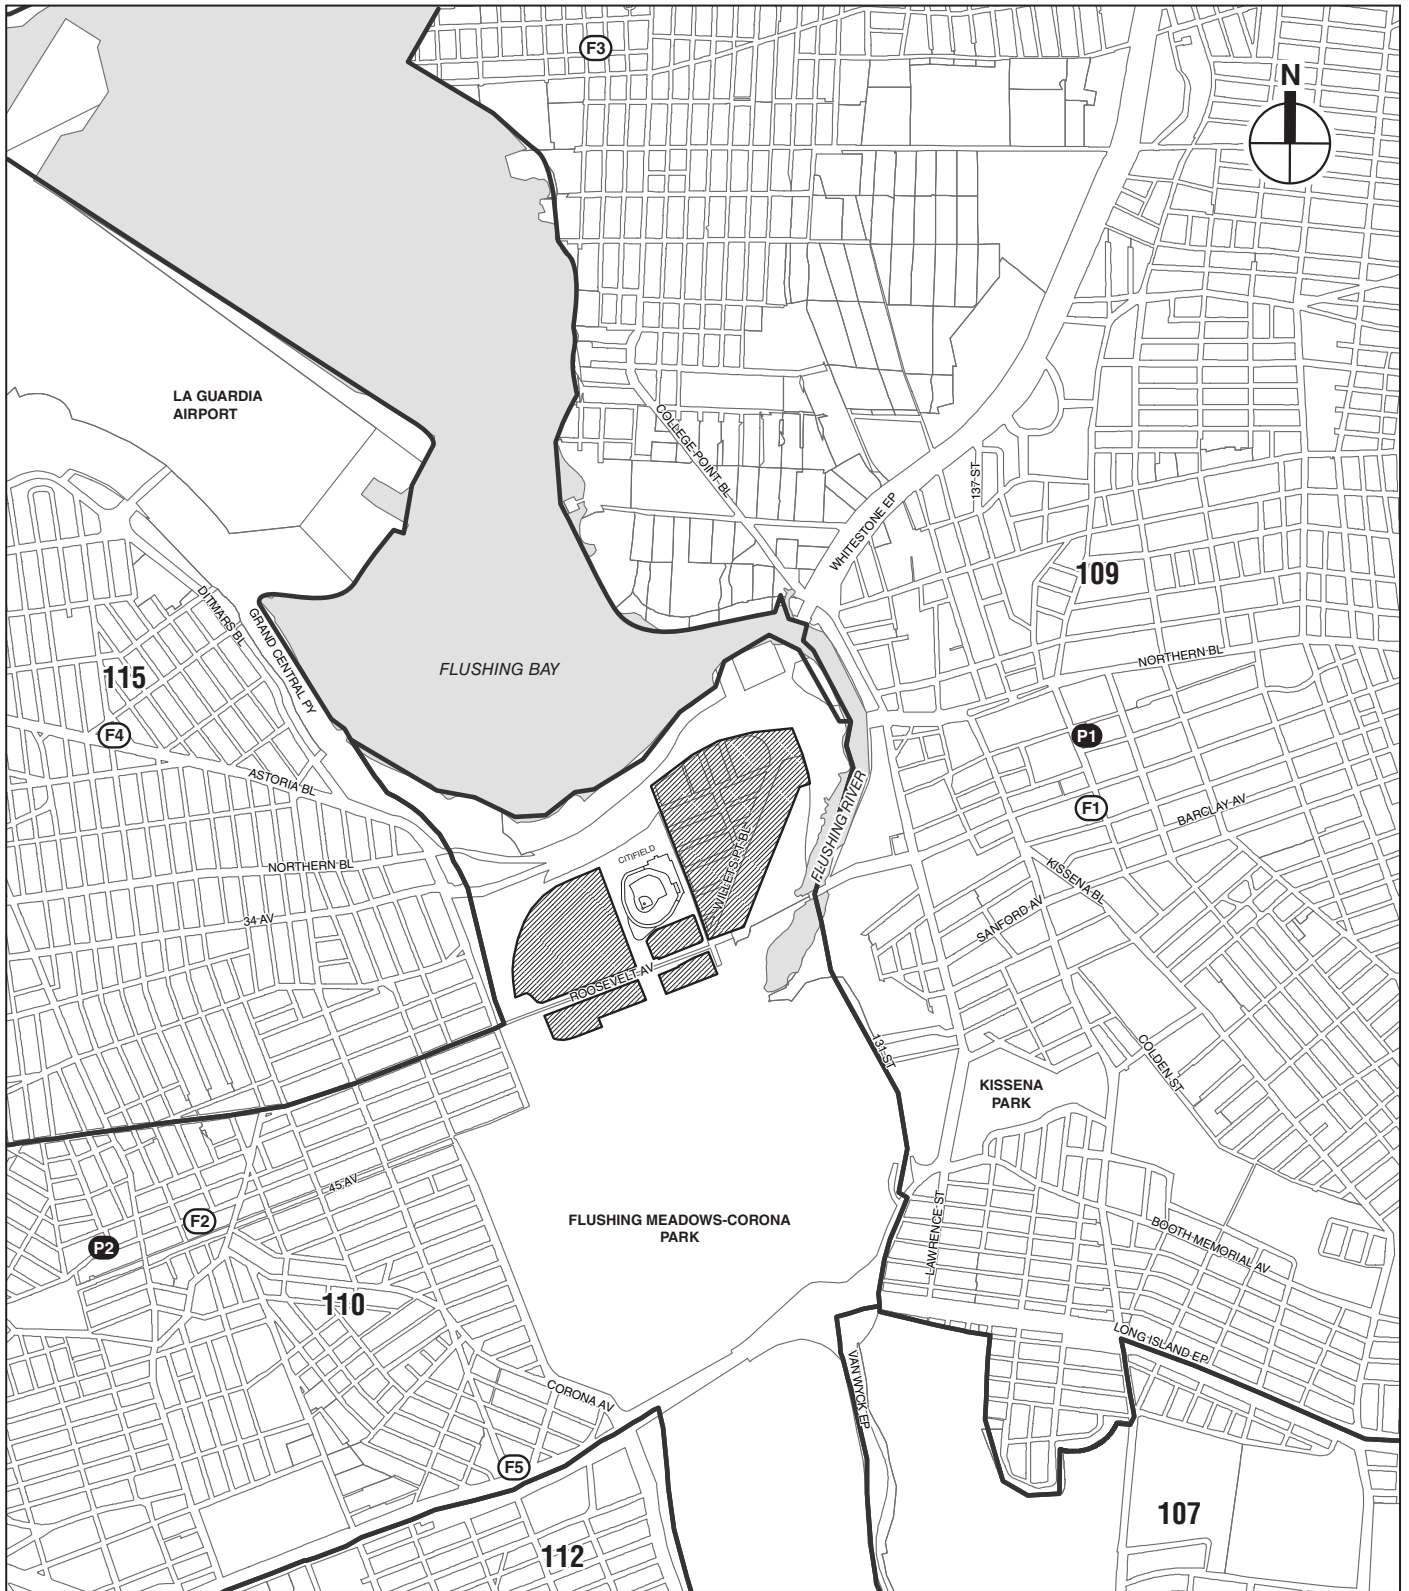 F3
N
LA GUARDIA
AIRPORT
COLLEGE POINT BL
137 ST
WHITESTONE EP
109
DITMARS BL
GRAND CENTRAL PY
115
FLUSHING BAY
NORTHERN BL
F4
P1
ASTORIA BL
F1
BARCLAY AV
FLUSHING RIVER
CITIFIELD
WILLETS PT BL
NORTHERN BL
KISSENA BL
34 AV
SANFORD AV
ROOSEVELT AV
131 ST
COLDEN ST
KISSENA
PARK
45 AV
F2
P2
FLUSHING MEADOWS-CORONA
PARK
LAWRENCE ST
BOOTH MEMORIAL AV
110
LONG ISLAND EP
VAN WYCK EP
CORONA AV
F5
107
112